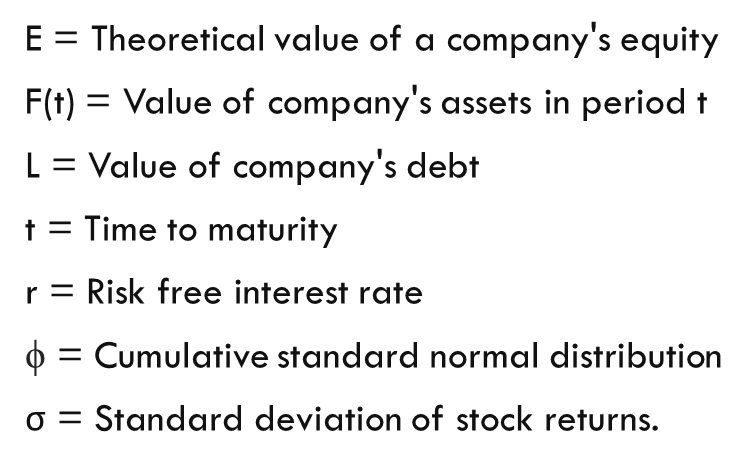 E = Theoretical value of a company's equity
F(t) = Value of company's assets in period t
L = Value of company's debt
t = Time to maturity
r = Risk free interest rate
ϕ = Cumulative standard normal distribution
σ = Standard deviation of stock returns.